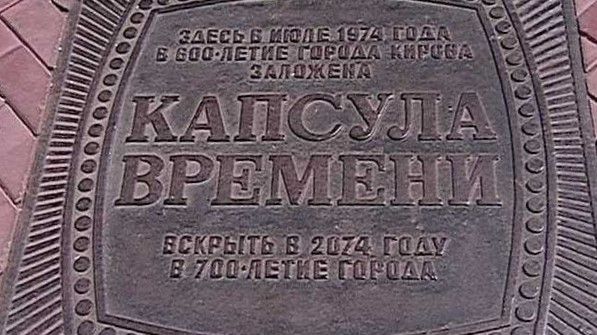 ЗДЕСЬ В ИЮЛЕ 1974 ГОДА
В 600-ЛЕТИЕ ГОРОДА КИРОВА
ЗАЛОЖЕНА
КАПСУЛА
ВРЕМЕНИ
ВСКРЫТЬ В 2074 ГОДУ
В 700-ЛЕТИЕ ГОРОДА